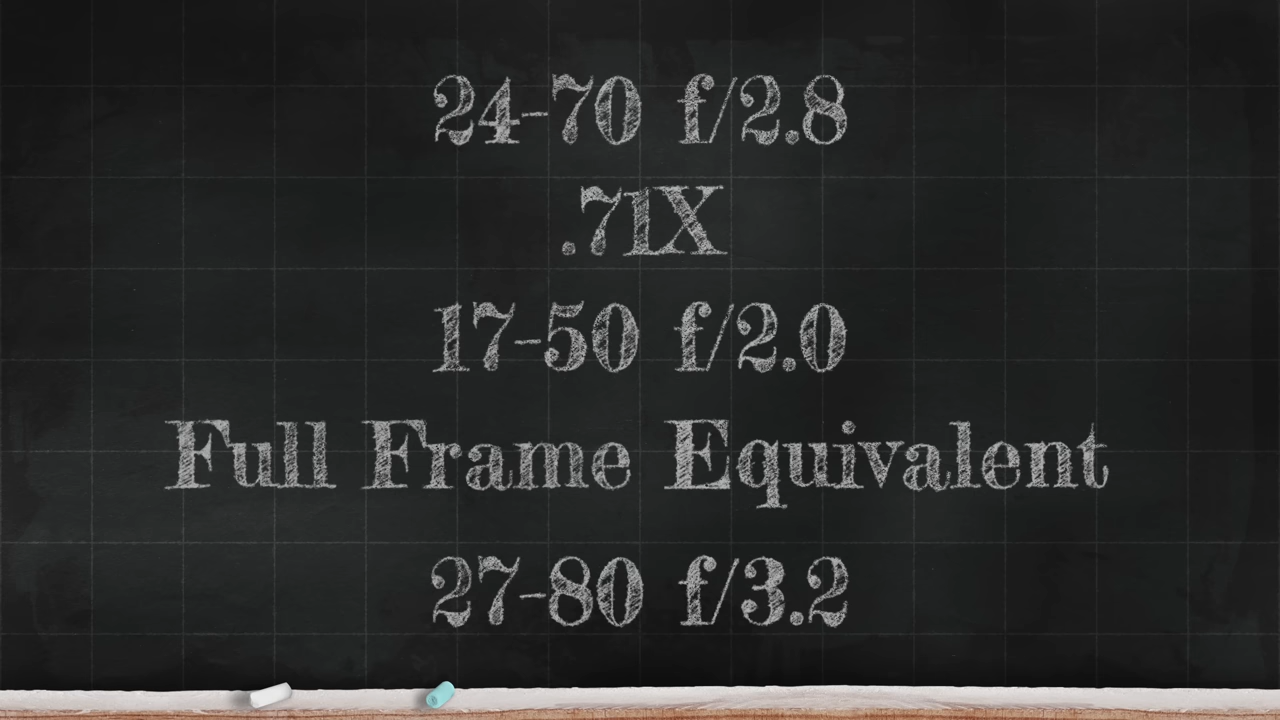 24-70 f/2.8
.71X
17-50 f/2.0
Full Frame Equivalent
27-80 f/3.2